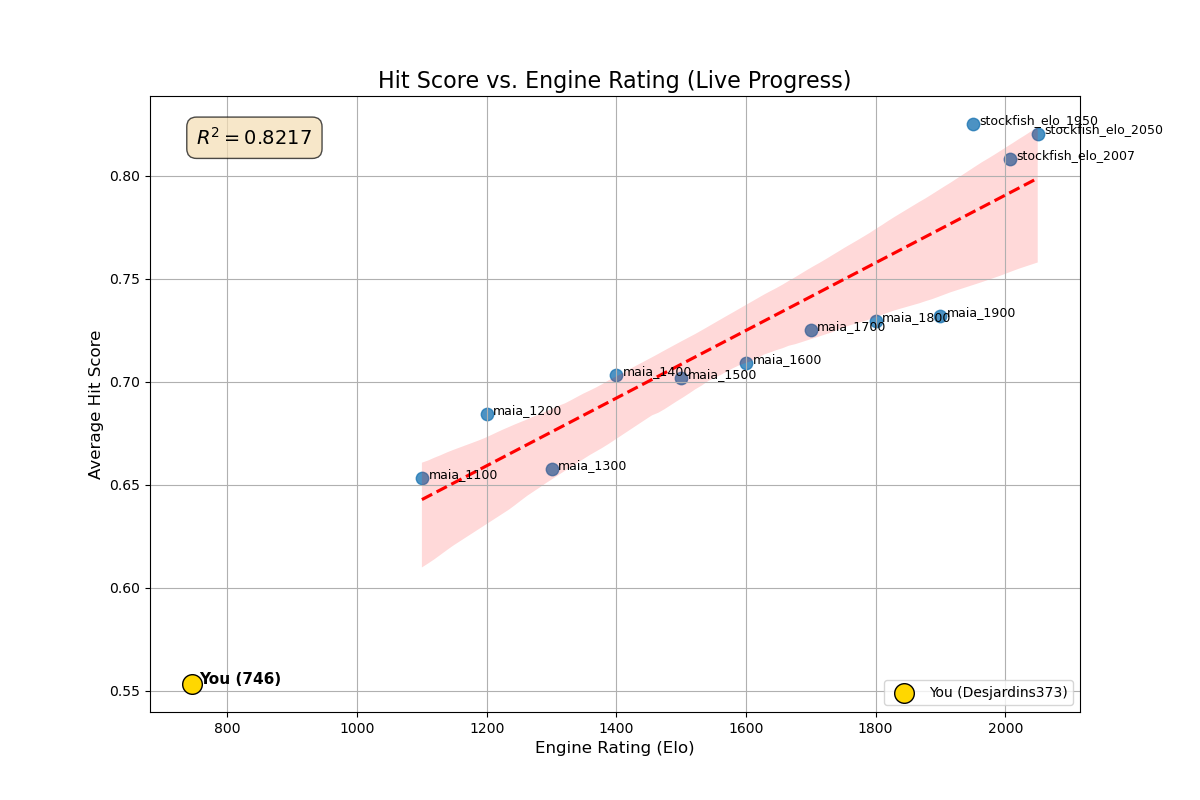 Hit Score vs. Engine Rating (Live Progress)
R² = 0.8217
stockfish_elo_1950
stockfish_elo_2050
stockfish_elo_2007
maia_1900
maia_1800
maia_1700
maia_1600
maia_1400
maia_1500
maia_1200
maia_1300
maia_1100
You (746)
You (Desjardins373)
Average Hit Score
0.80
0.75
0.70
0.65
0.60
0.55
800 1000 1200 1400 1600 1800 2000
Engine Rating (Elo)